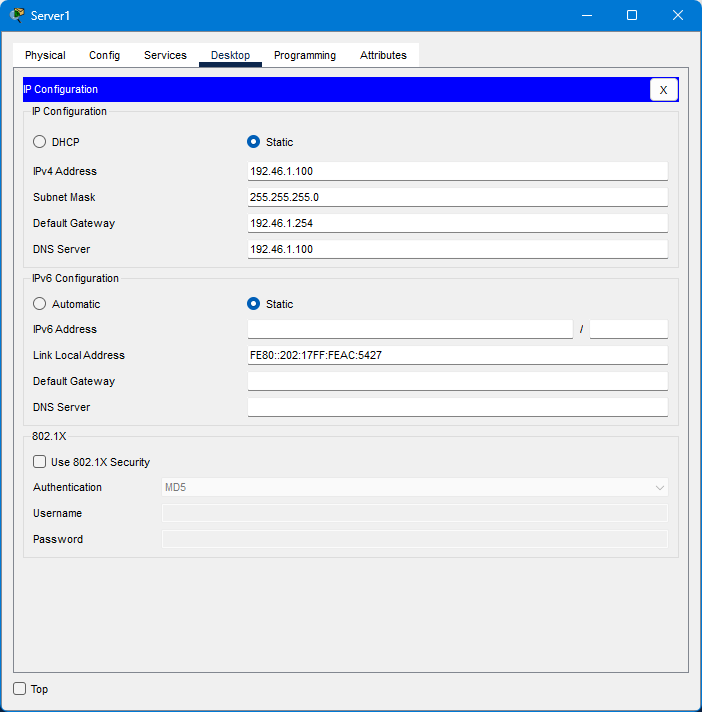 Server1
Physical Config Services Desktop Programming Attributes
IP Configuration X
IP Configuration
DHCP Static
IPv4 Address 192.46.1.100
Subnet Mask 255.255.255.0
Default Gateway 192.46.1.254
DNS Server 192.46.1.100
IPv6 Configuration
Automatic Static
IPv6 Address /
Link Local Address FE80::202:17FF:FEAC:5427
Default Gateway
DNS Server
802.1X
Use 802.1X Security
Authentication MD5
Username
Password
Top